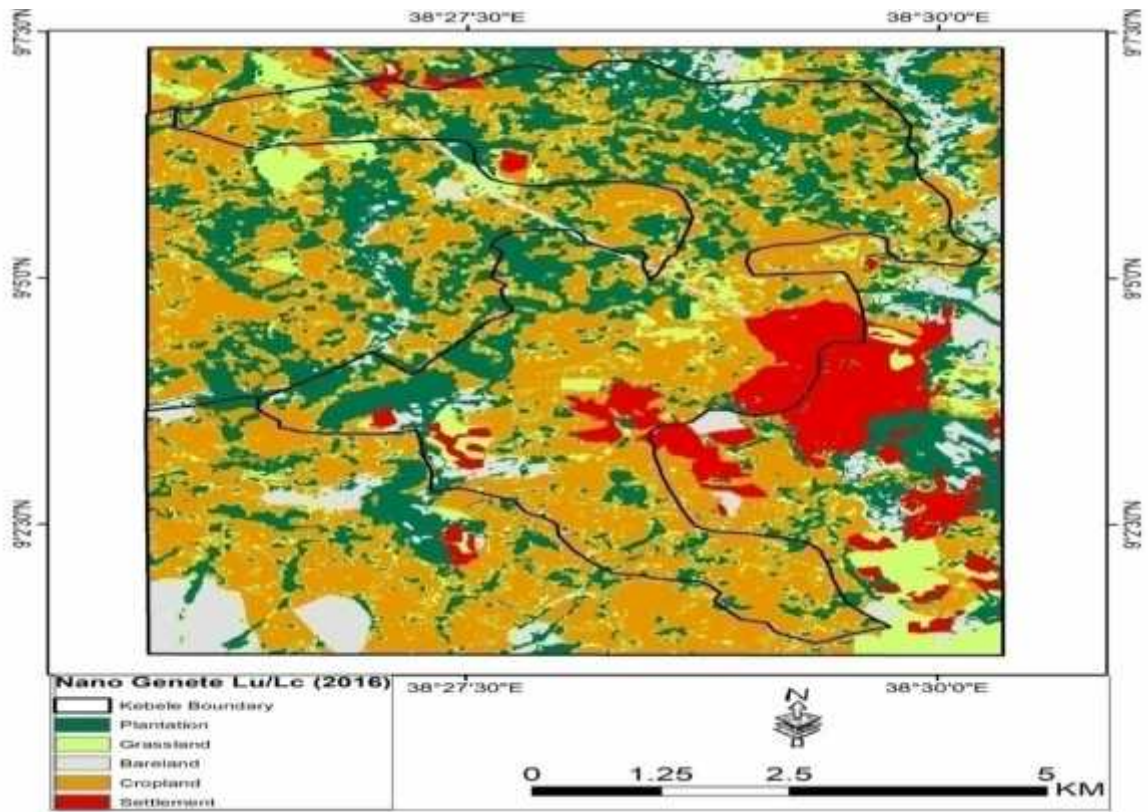 38°27'30"E 38°30'0"E
9°7'30"N 9°7'30"N
9°5'0"N 9°5'0"N
9°2'30"N 9°2'30"N
38°27'30"E 38°30'0"E
Nano Genete Lu/Lc (2016)
Kebele Boundary
Plantation
Grassland
Bareland
Cropland
Settlement
N
0 1.25 2.5 5
KM